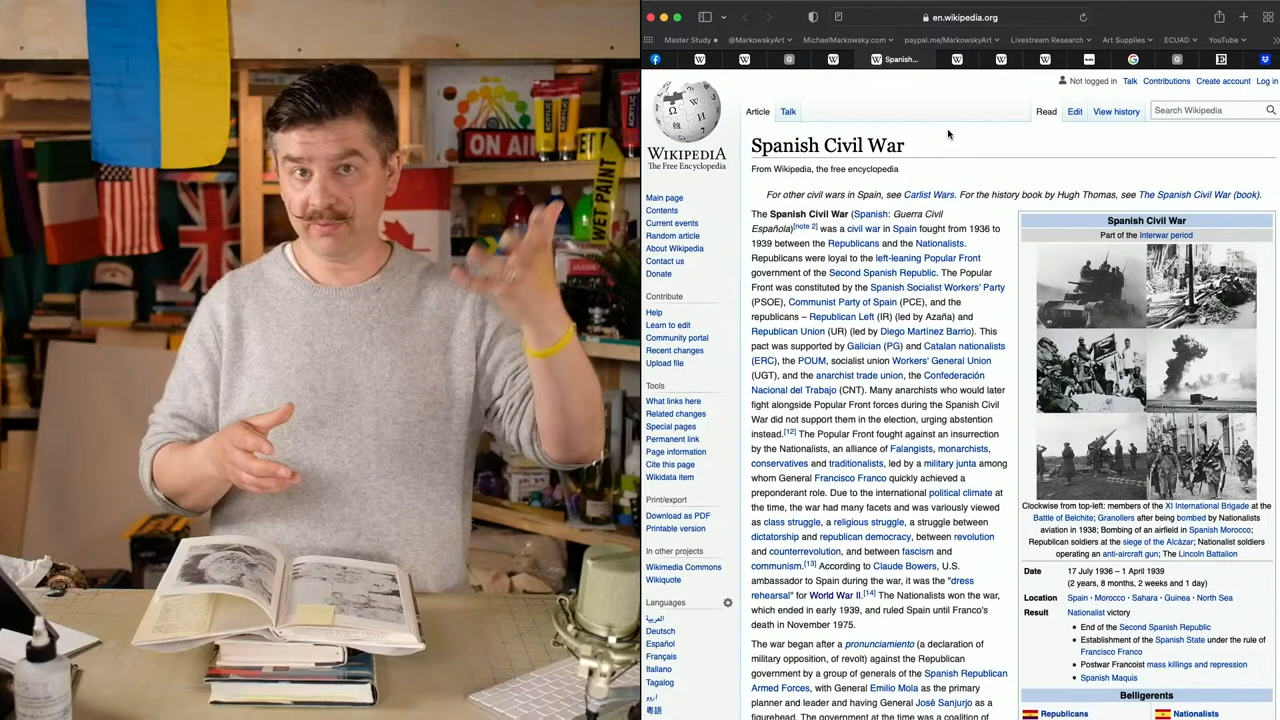 ACRYLIC
ACRYLIC
ON AIR
WET PAINT
en.wikipedia.org
Master Study
@MarkowskyArt
MichaelMarkowsky.com
paypal.me/MarkowskyArt
Livestream Research
Art Supplies
ECUAD
YouTube
Spanish...
Not logged in Talk Contributions Create account Log in
Article Talk
Read Edit View history
Search Wikipedia
WIKIPEDIA
The Free Encyclopedia
Main page
Contents
Current events
Random article
About Wikipedia
Contact us
Donate
Contribute
Help
Learn to edit
Community portal
Recent changes
Upload file
Tools
What links here
Related changes
Special pages
Permanent link
Page information
Cite this page
Wikidata item
Print/export
Download as PDF
Printable version
In other projects
Wikimedia Commons
Wikiquote
Languages
العربية
Deutsch
Español
Français
Italiano
Tagalog
اردو
粵語
Spanish Civil War
From Wikipedia, the free encyclopedia
For other civil wars in Spain, see Carlist Wars. For the history book by Hugh Thomas, see The Spanish Civil War (book).
The Spanish Civil War (Spanish: Guerra Civil
Española)[note 2] was a civil war in Spain fought from 1936 to
1939 between the Republicans and the Nationalists.
Republicans were loyal to the left-leaning Popular Front
government of the Second Spanish Republic. The Popular
Front was constituted by the Spanish Socialist Workers' Party
(PSOE), Communist Party of Spain (PCE), and the
republicans – Republican Left (IR) (led by Azaña) and
Republican Union (UR) (led by Diego Martínez Barrio). This
pact was supported by Galician (PG) and Catalan nationalists
(ERC), the POUM, socialist union Workers' General Union
(UGT), and the anarchist trade union, the Confederación
Nacional del Trabajo (CNT). Many anarchists who would later
fight alongside Popular Front forces during the Spanish Civil
War did not support them in the election, urging abstention
instead.[12] The Popular Front fought against an insurrection
by the Nationalists, an alliance of Falangists, monarchists,
conservatives and traditionalists, led by a military junta among
whom General Francisco Franco quickly achieved a
preponderant role. Due to the international political climate at
the time, the war had many facets and was variously viewed
as class struggle, a religious struggle, a struggle between
dictatorship and republican democracy, between revolution
and counterrevolution, and between fascism and
communism.[13] According to Claude Bowers, U.S.
ambassador to Spain during the war, it was the "dress
rehearsal" for World War II.[14] The Nationalists won the war,
which ended in early 1939, and ruled Spain until Franco's
death in November 1975.
The war began after a pronunciamiento (a declaration of
military opposition, of revolt) against the Republican
government by a group of generals of the Spanish Republican
Armed Forces, with General Emilio Mola as the primary
planner and leader and having General José Sanjurjo as a
figurehead. The government at the time was a coalition of
Spanish Civil War
Part of the Interwar period
Clockwise from top-left: members of the XI International Brigade at the
Battle of Belchite; Granollers after being bombed by Nationalists
aviation in 1938; Bombing of an airfield in Spanish Morocco;
Republican soldiers at the siege of the Alcázar; Nationalist soldiers
operating an anti-aircraft gun; The Lincoln Battalion
Date 17 July 1936 – 1 April 1939
(2 years, 8 months, 2 weeks and 1 day)
Location Spain · Morocco · Sahara · Guinea · North Sea
Result Nationalist victory
• End of the Second Spanish Republic
• Establishment of the Spanish State under the rule of
Francisco Franco
• Postwar Francoist mass killings and repression
• Spanish Maquis
Belligerents
Republicans Nationalists